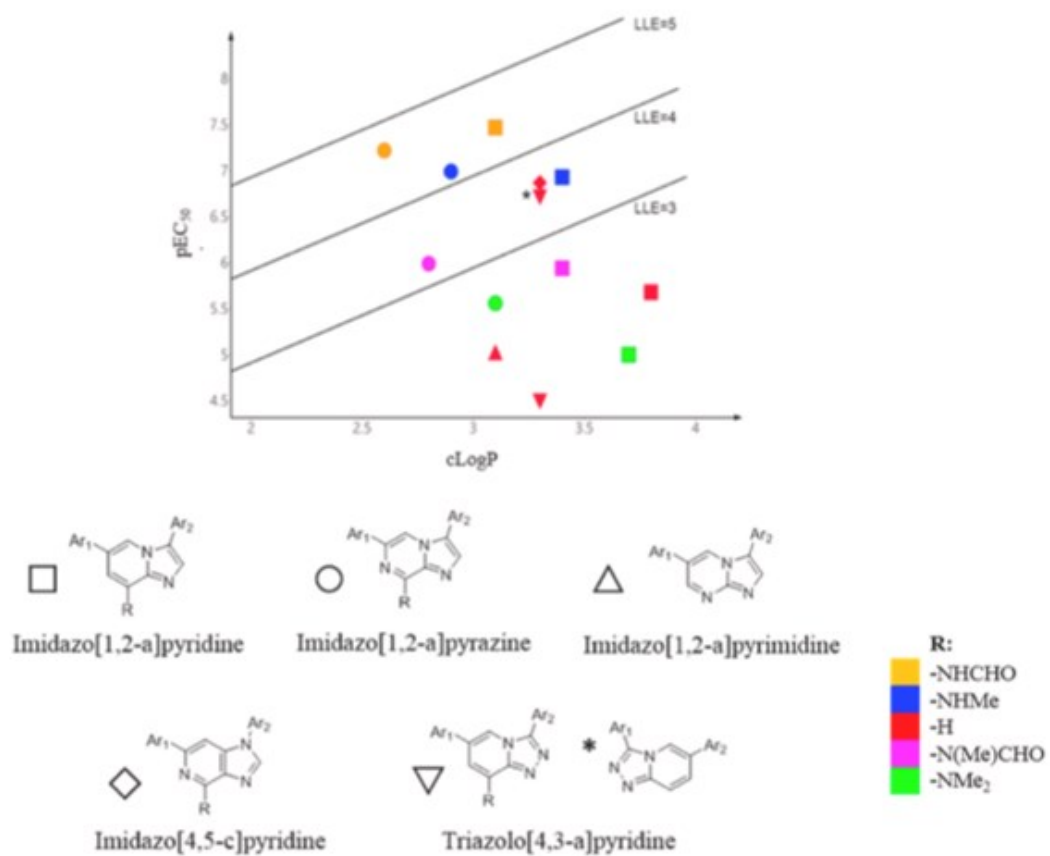 LLE=5
8
7.5
LLE=4
7
*
6.5
LLE=3
pEC50
6
5.5
5
4.5
2
2.5
3
3.5
4
cLogP
Ar1
Ar2
N
N
R
Imidazo[1,2-a]pyridine
Ar1
Ar2
N
N
N
R
Imidazo[1,2-a]pyrazine
Ar1
Ar2
N
N
N
Imidazo[1,2-a]pyrimidine
R:
-NHCHO
-NHMe
-H
-N(Me)CHO
-NMe2
Ar1
Ar2
N
N
N
R
Imidazo[4,5-c]pyridine
Ar1
Ar2
N
N
N
R
*
Ar1
Ar2
N
N
N
Triazolo[4,3-a]pyridine